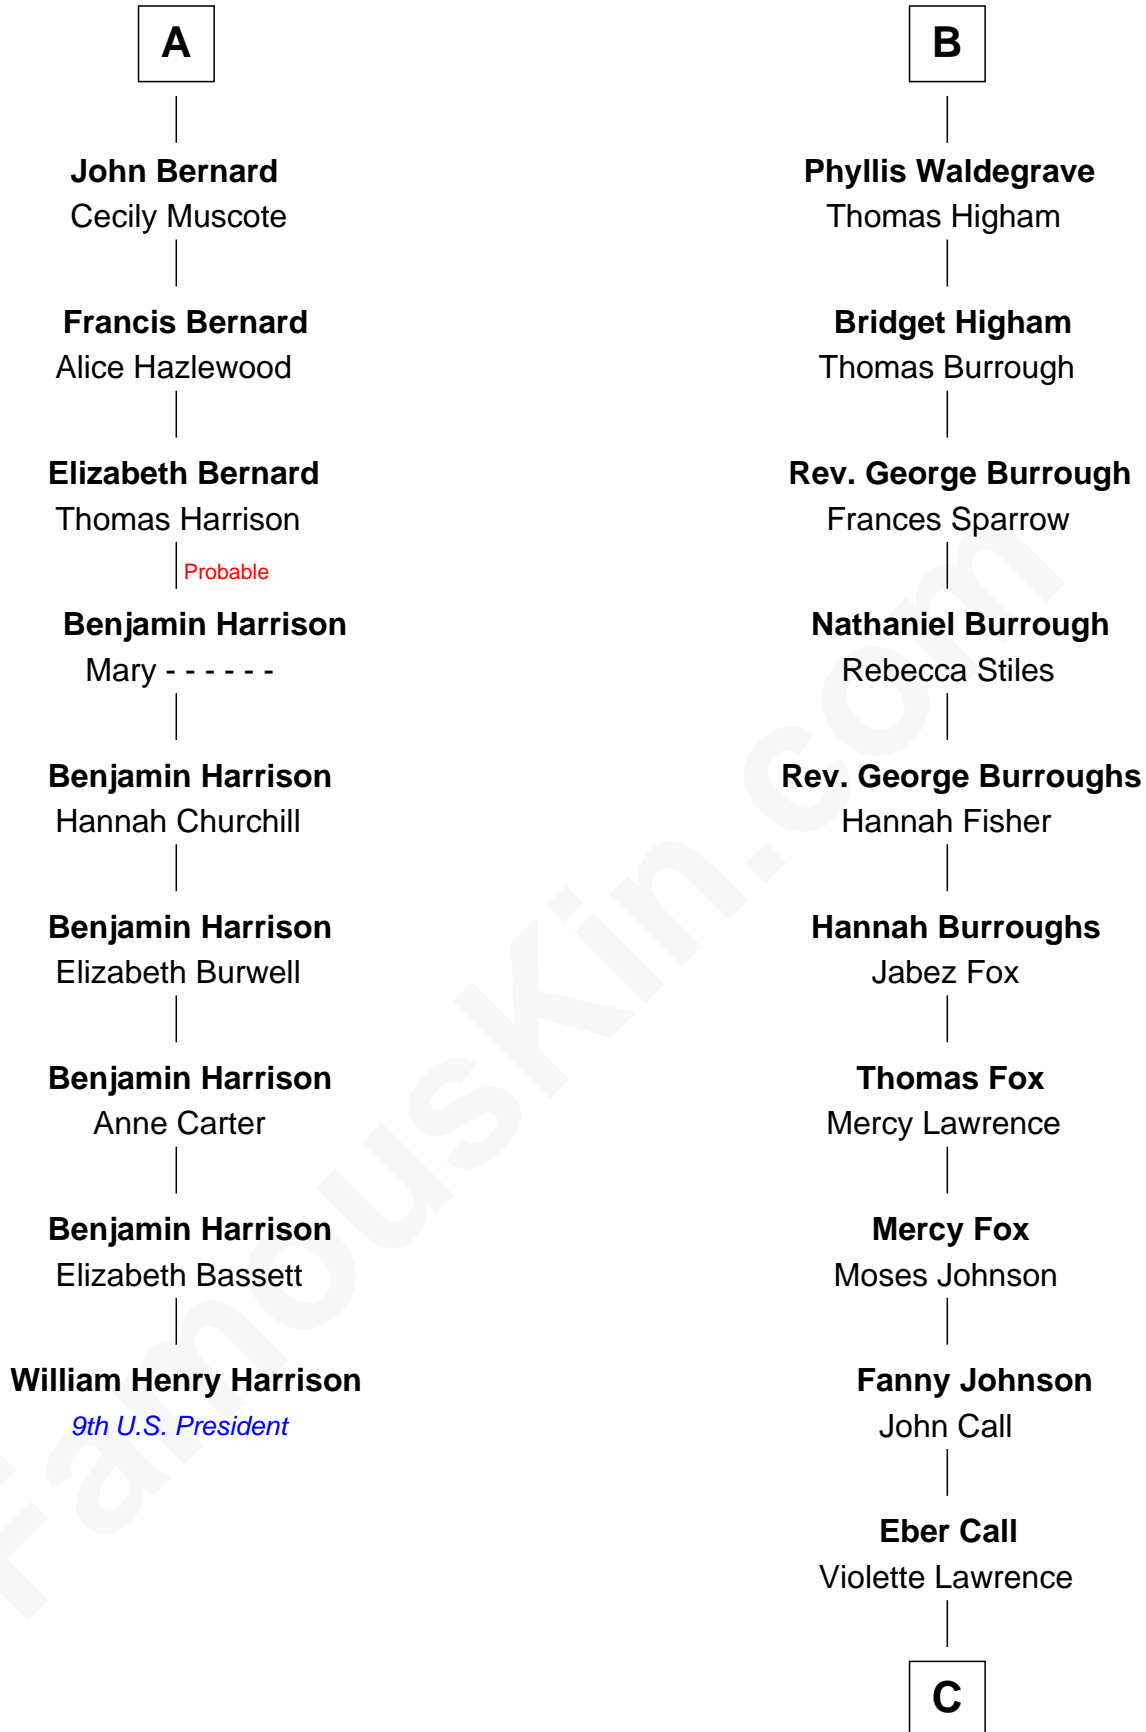 A
John Bernard
Cecily Muscote
Francis Bernard
Alice Hazlewood
Elizabeth Bernard
Thomas Harrison
Probable
Benjamin Harrison
Mary - - - - - -
Benjamin Harrison
Hannah Churchill
Benjamin Harrison
Elizabeth Burwell
Benjamin Harrison
Anne Carter
Benjamin Harrison
Elizabeth Bassett
William Henry Harrison
9th U.S. President
B
Phyllis Waldegrave
Thomas Higham
Bridget Higham
Thomas Burrough
Rev. George Burrough
Frances Sparrow
Nathaniel Burrough
Rebecca Stiles
Rev. George Burroughs
Hannah Fisher
Hannah Burroughs
Jabez Fox
Thomas Fox
Mercy Lawrence
Mercy Fox
Moses Johnson
Fanny Johnson
John Call
Eber Call
Violette Lawrence
C
FamousKin.com